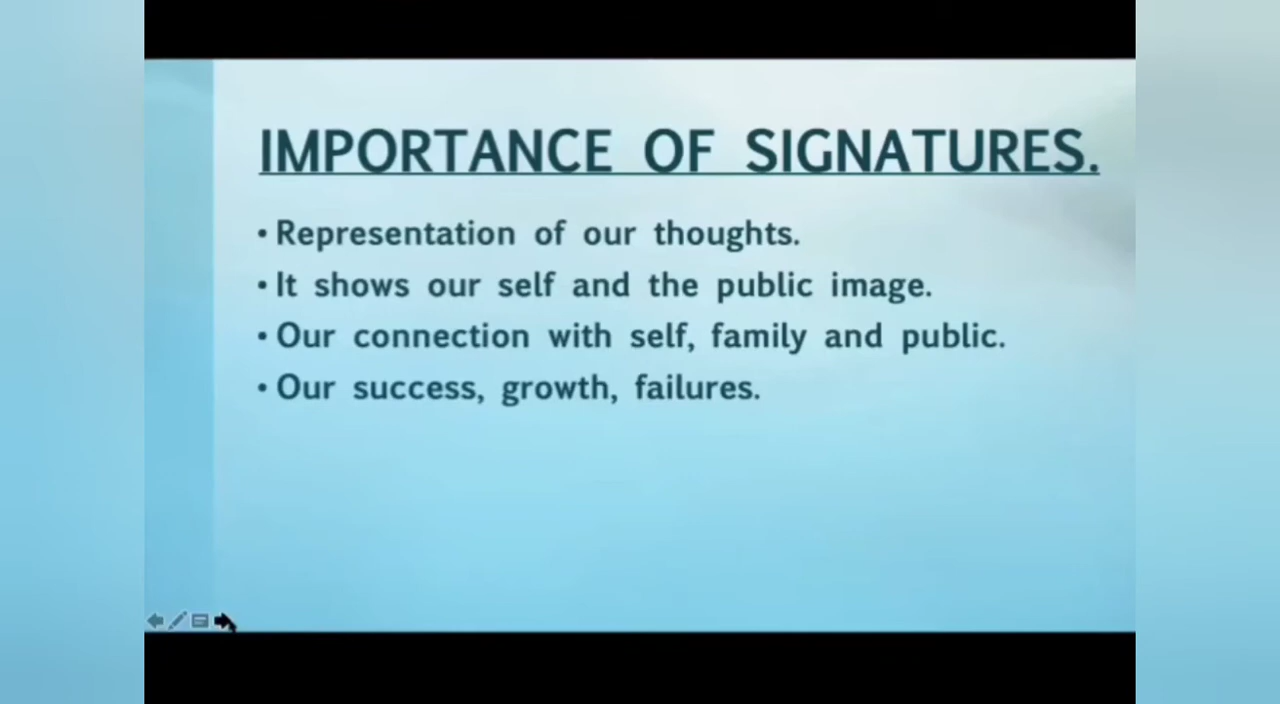 IMPORTANCE OF SIGNATURES.
• Representation of our thoughts.
• It shows our self and the public image.
• Our connection with self, family and public.
• Our success, growth, failures.